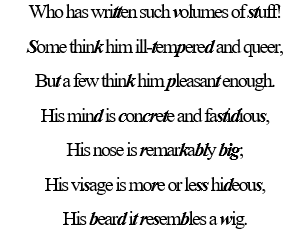 Who has written such volumes of stuff!
Some think him ill-tempered and queer,
But a few think him pleasant enough.
His mind is concrete and fastidious,
His nose is remarkably big;
His visage is more or less hideous,
His beard it resembles a wig.